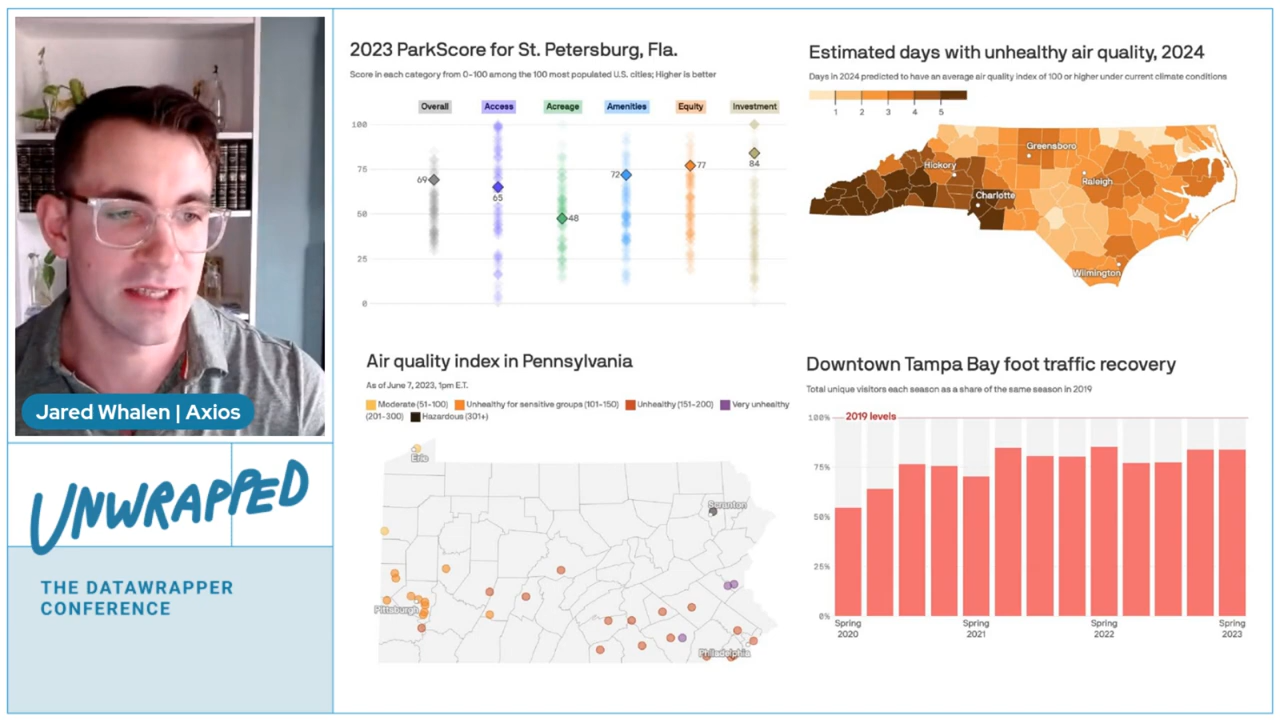 Jared Whalen | Axios
UNWRAPPED
THE DATAWRAPPER
CONFERENCE
2023 ParkScore for St. Petersburg, Fla.
Score in each category from 0-100 among the 100 most populated U.S. cities; Higher is better
Overall Access Acreage Amenities Equity Investment
100
75
50
25
0
69
65
48
72
77
84
Estimated days with unhealthy air quality, 2024
Days in 2024 predicted to have an average air quality index of 100 or higher under current climate conditions
1 2 3 4 5
Greensboro
Hickory
Raleigh
Charlotte
Wilmington
Air quality index in Pennsylvania
As of June 7, 2023, 1pm E.T.
Moderate (51-100) Unhealthy for sensitive groups (101-150) Unhealthy (151-200) Very unhealthy
(201-300) Hazardous (301+)
Erie
Scranton
Pittsburgh
Philadelphia
Downtown Tampa Bay foot traffic recovery
Total unique visitors each season as a share of the same season in 2019
100% 2019 levels
75%
50%
25%
0%
Spring Spring Spring Spring
2020 2021 2022 2023